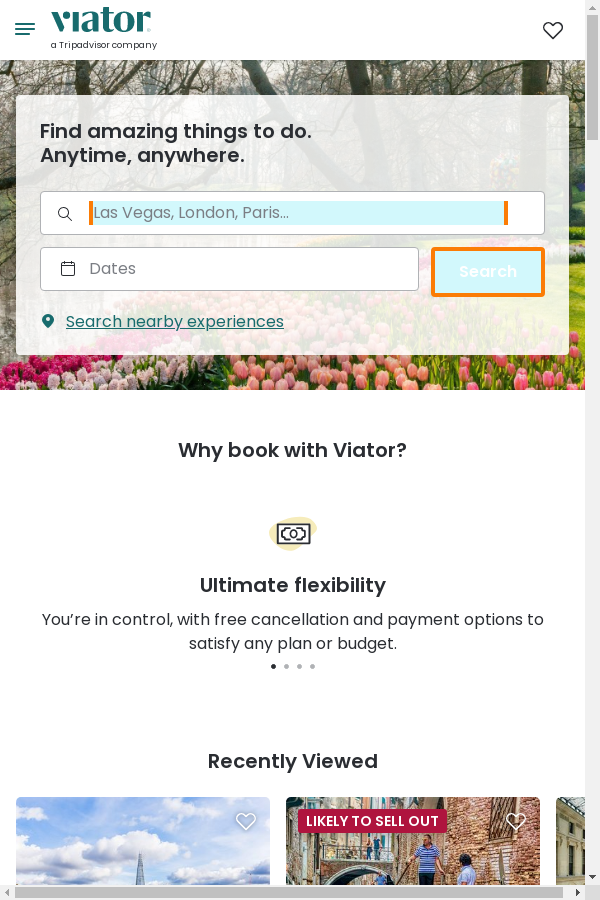 viator
a Tripadvisor company
Find amazing things to do.
Anytime, anywhere.
Las Vegas, London, Paris...
Dates
Search
Search nearby experiences
Why book with Viator?
Ultimate flexibility
You're in control, with free cancellation and payment options to
satisfy any plan or budget.
Recently Viewed
LIKELY TO SELL OUT